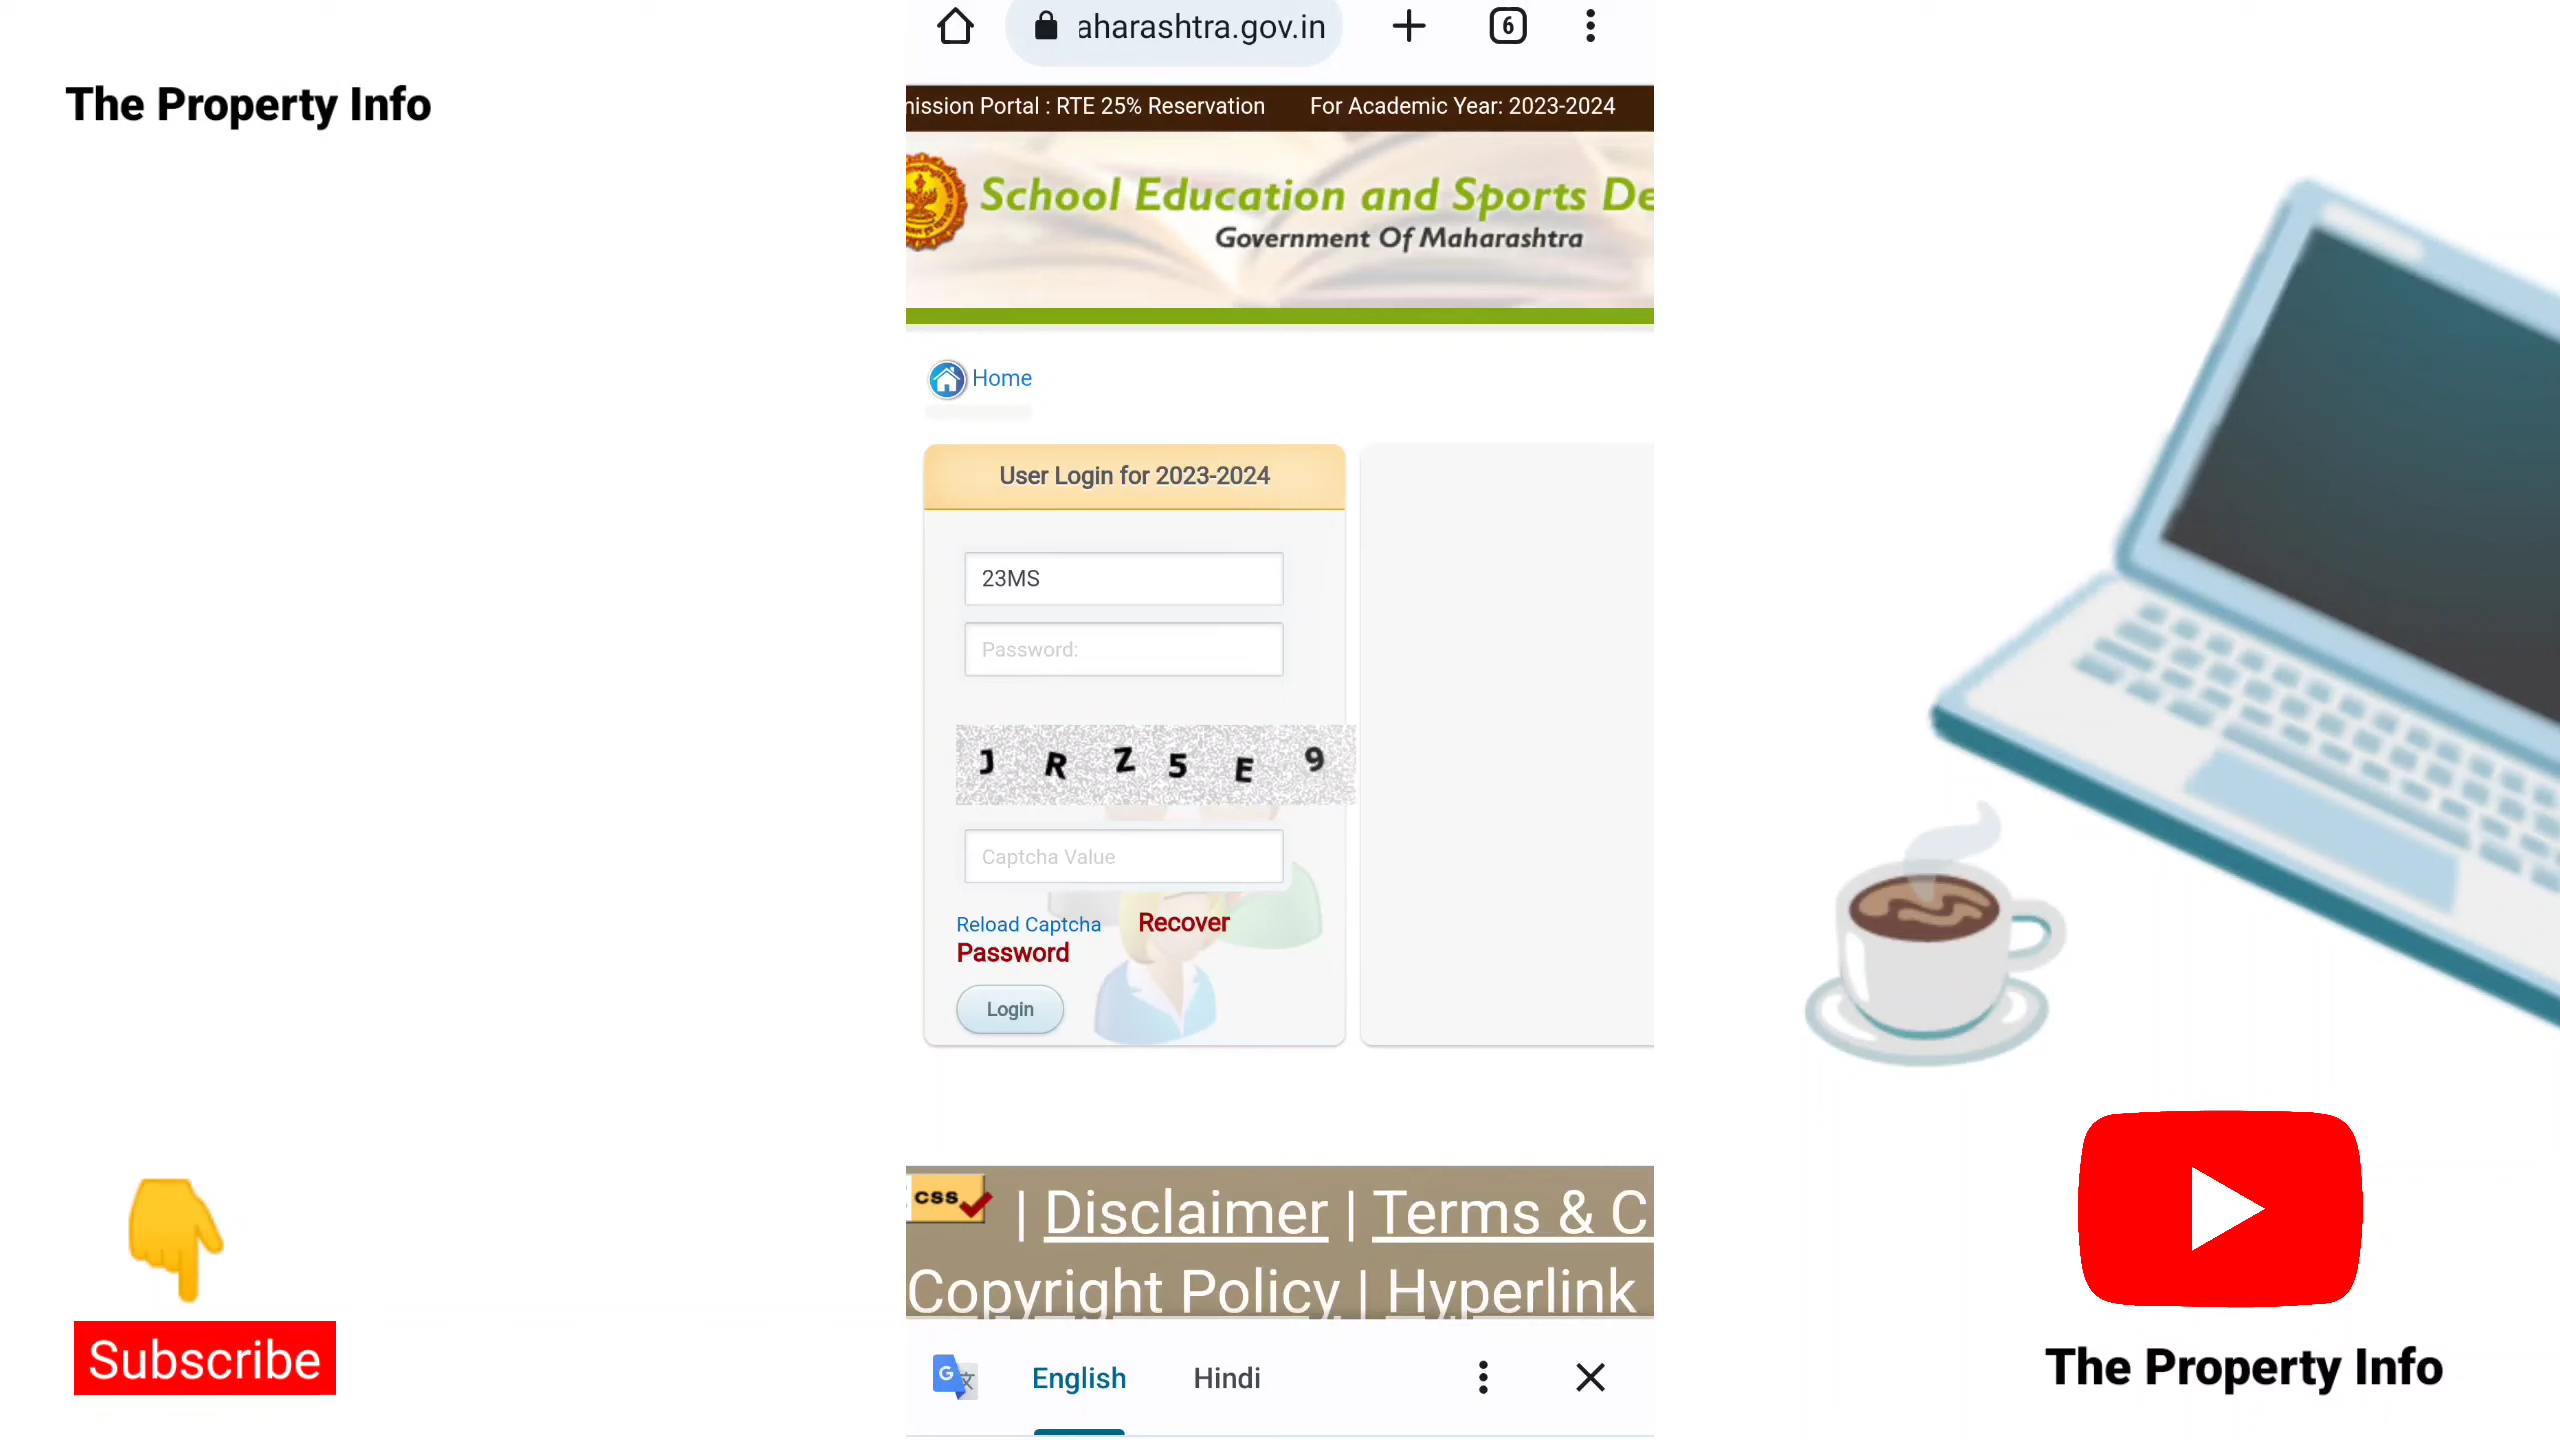 aharashtra.gov.in
6
The Property Info
mission Portal : RTE 25% Reservation For Academic Year: 2023-2024
School Education and Sports De
Government Of Maharashtra
Home
User Login for 2023-2024
23MS
Password:
J R Z 5 E 9
Captcha Value
Reload Captcha Recover
Password
Login
css | Disclaimer | Terms & C
Copyright Policy | Hyperlink
Subscribe
G English Hindi
The Property Info